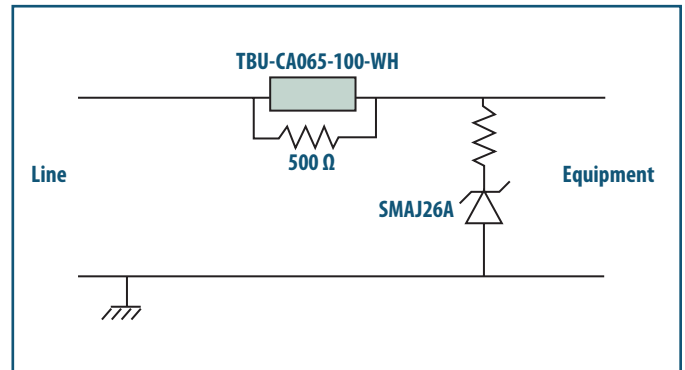 TBU-CA065-100-WH
500 Ω
Line
Equipment
SMAJ26A